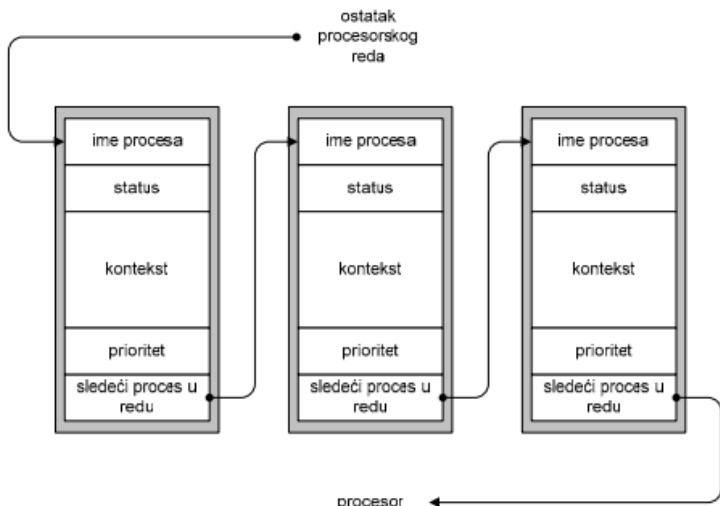 ostatak
procesorskog
reda
ime procesa
status
kontekst
prioritet
sledeći proces u
redu
ime procesa
status
kontekst
prioritet
sledeći proces u
redu
ime procesa
status
kontekst
prioritet
sledeći proces u
redu
procesor